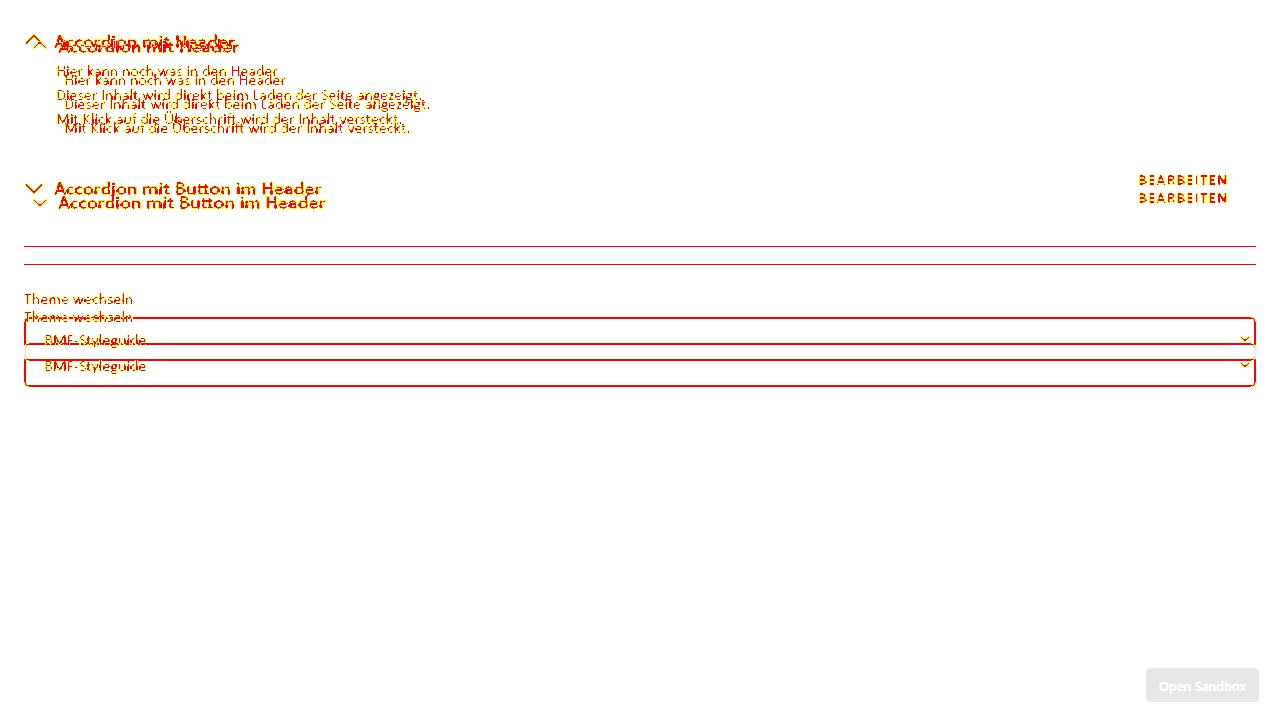 Accordion mit Header
Accordion mit Header
Hier kann noch was in den Header
Hier kann noch was in den Header
Dieser Inhalt wird direkt beim Laden der Seite angezeigt.
Dieser Inhalt wird direkt beim Laden der Seite angezeigt.
Mit Klick auf die Überschrift wird der Inhalt versteckt.
Mit Klick auf die Überschrift wird der Inhalt versteckt.
BEARBEITEN
Accordion mit Button im Header
BEARBEITEN
Accordion mit Button im Header
Theme wechseln
Theme wechseln
BMF-Styleguide
BMF-Styleguide
Open Sandbox